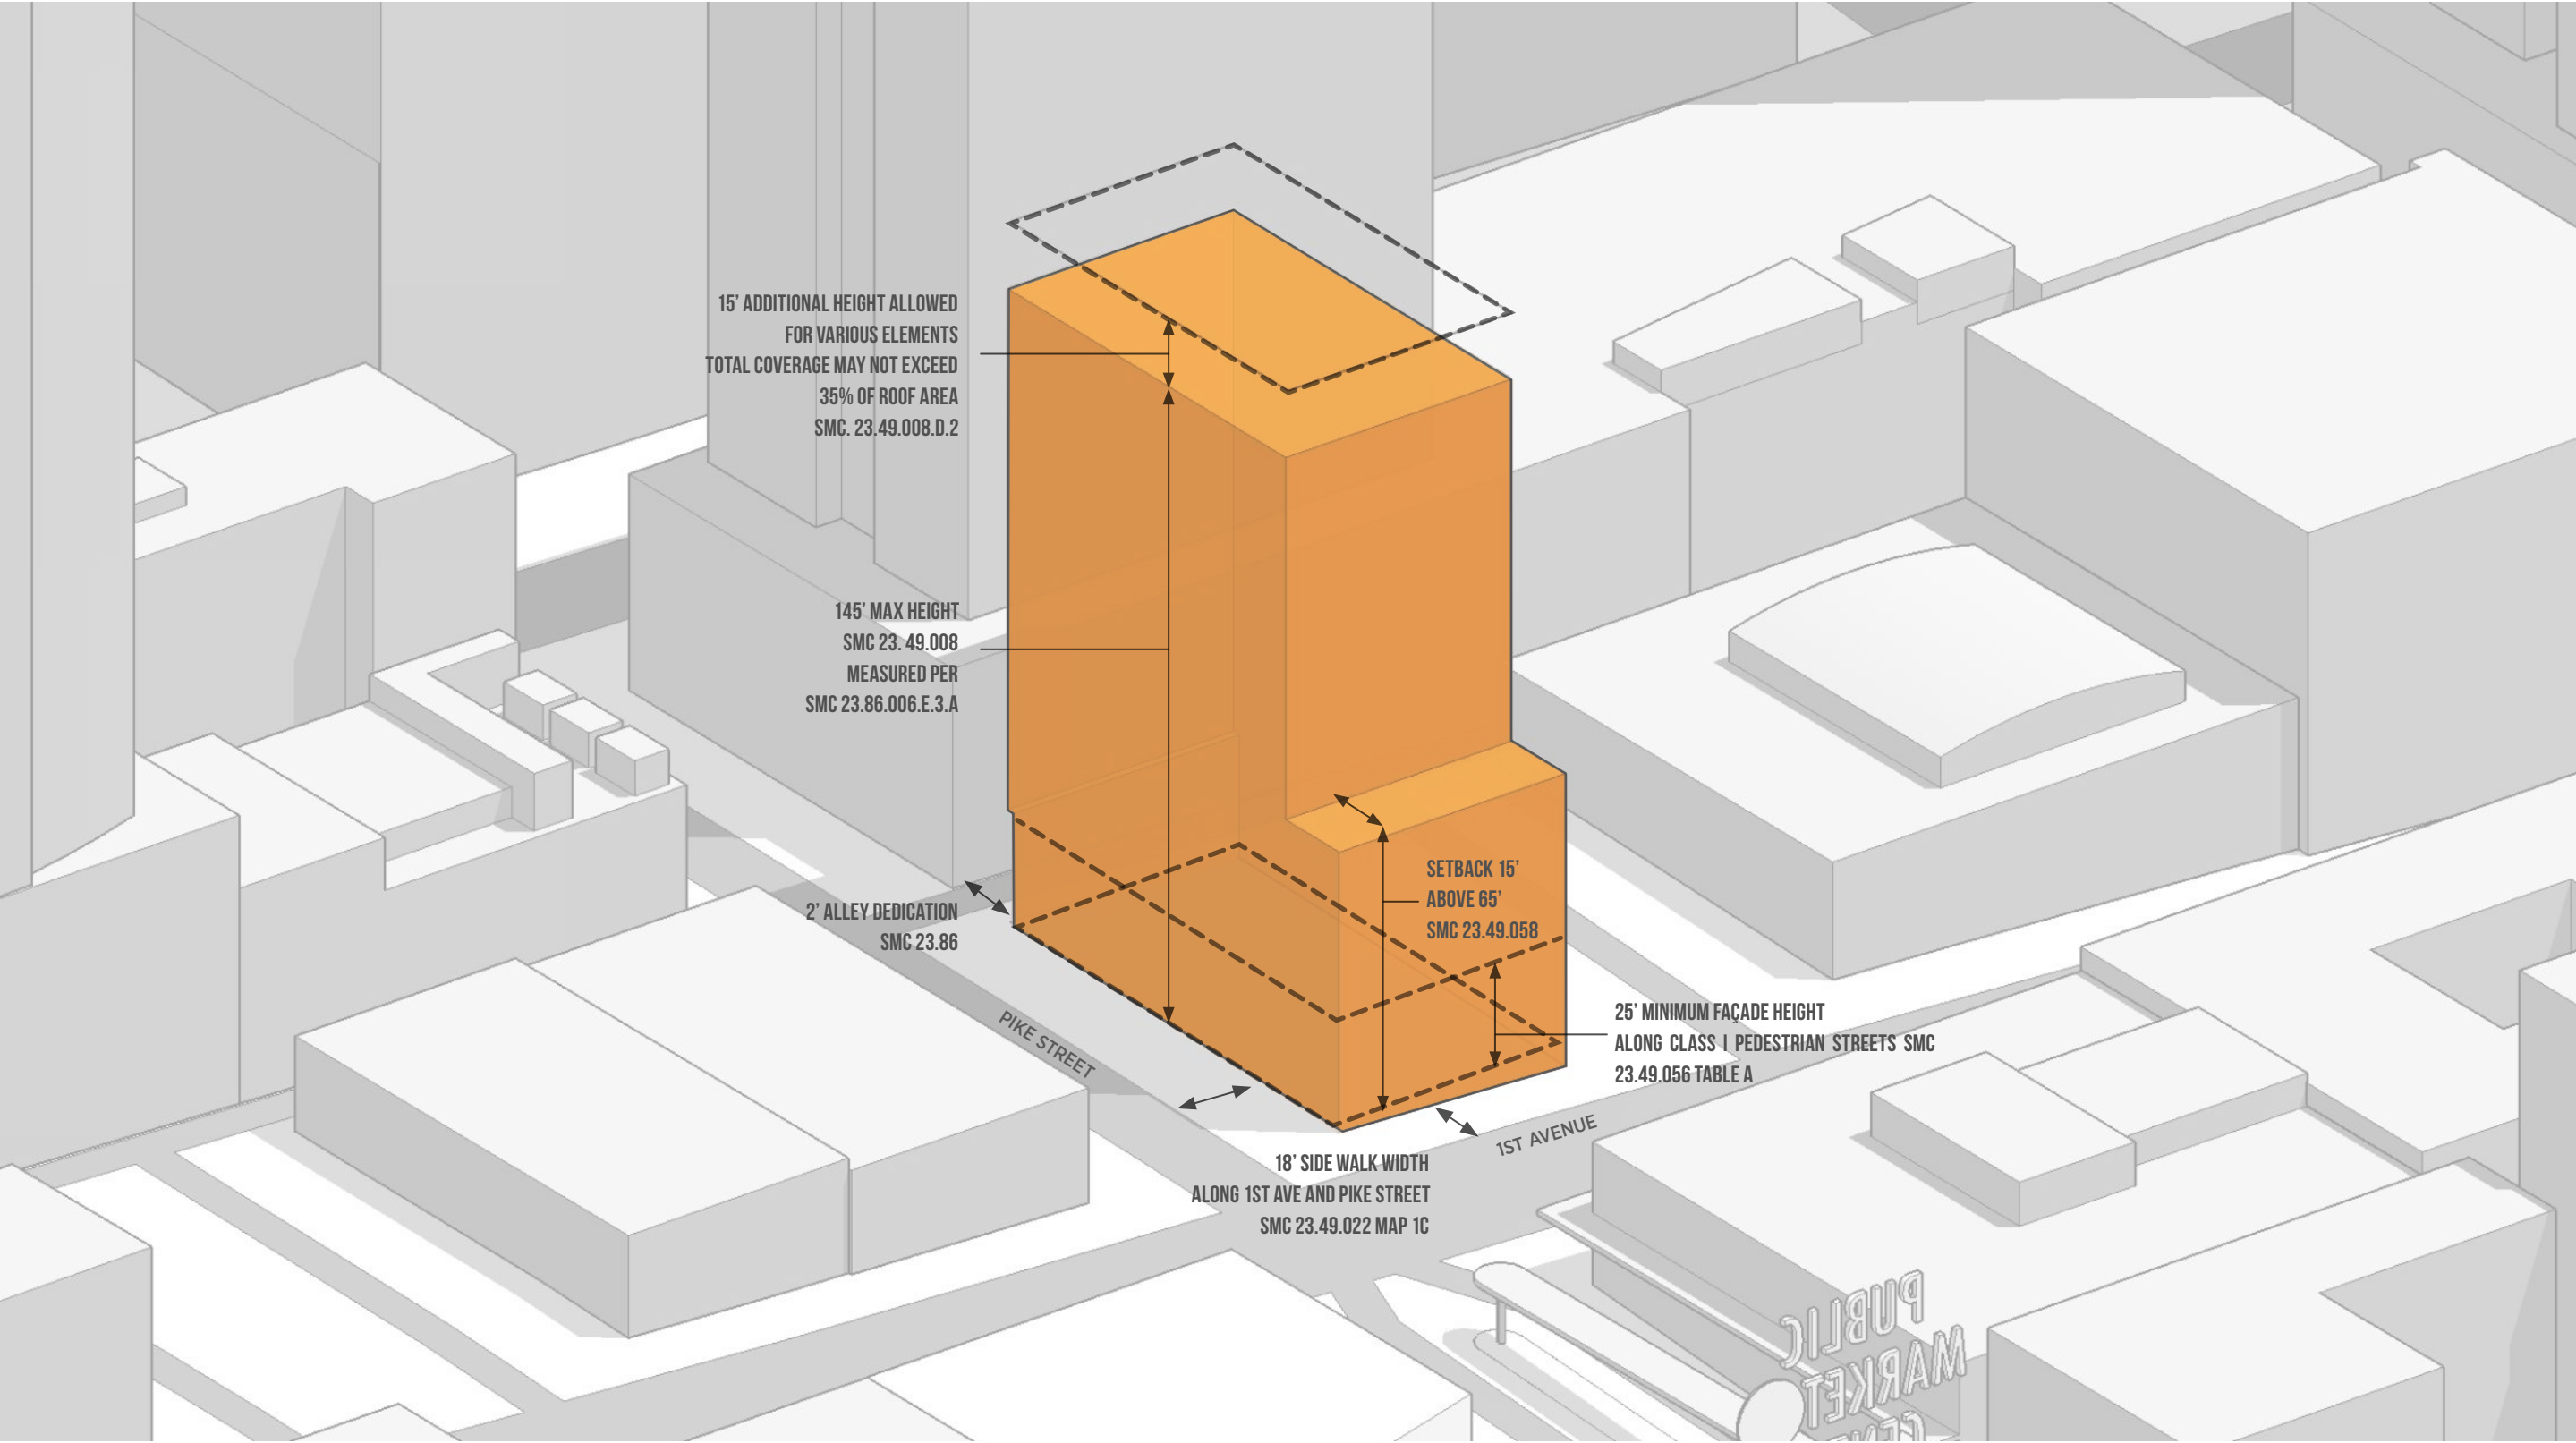 15' ADDITIONAL HEIGHT ALLOWED
FOR VARIOUS ELEMENTS
TOTAL COVERAGE MAY NOT EXCEED
35% OF ROOF AREA
SMC. 23.49.008.D.2
145' MAX HEIGHT
SMC 23. 49.008
MEASURED PER
SMC 23.86.006.E.3.A
SETBACK 15'
ABOVE 65'
SMC 23.49.058
2' ALLEY DEDICATION
SMC 23.86
25' MINIMUM FAÇADE HEIGHT
ALONG CLASS I PEDESTRIAN STREETS SMC
23.49.056 TABLE A
PIKE STREET
1ST AVENUE
18' SIDE WALK WIDTH
ALONG 1ST AVE AND PIKE STREET
SMC 23.49.022 MAP 1C
PUBLIC
MARKET